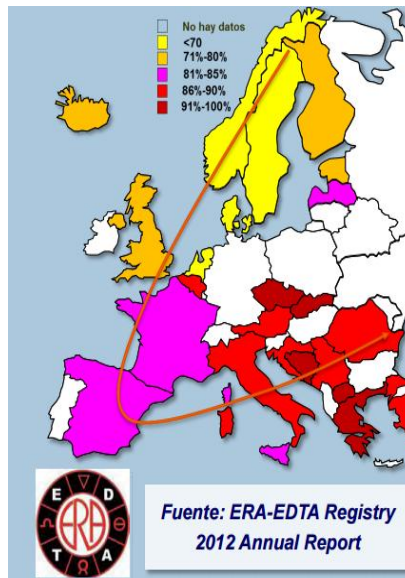 No hay datos
<70
71%-80%
81%-85%
86%-90%
91%-100%
E D
ERA
A T
Fuente: ERA-EDTA Registry
2012 Annual Report